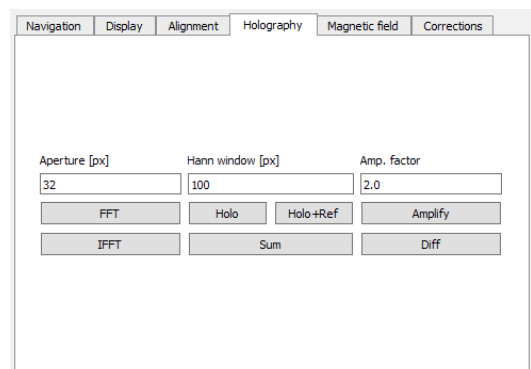 Navigation Display Alignment Holography Magnetic field Corrections
Aperture [px] Hann window [px] Amp. factor
32 100 2.0
FFT Holo Holo+Ref Amplify
IFFT Sum Diff